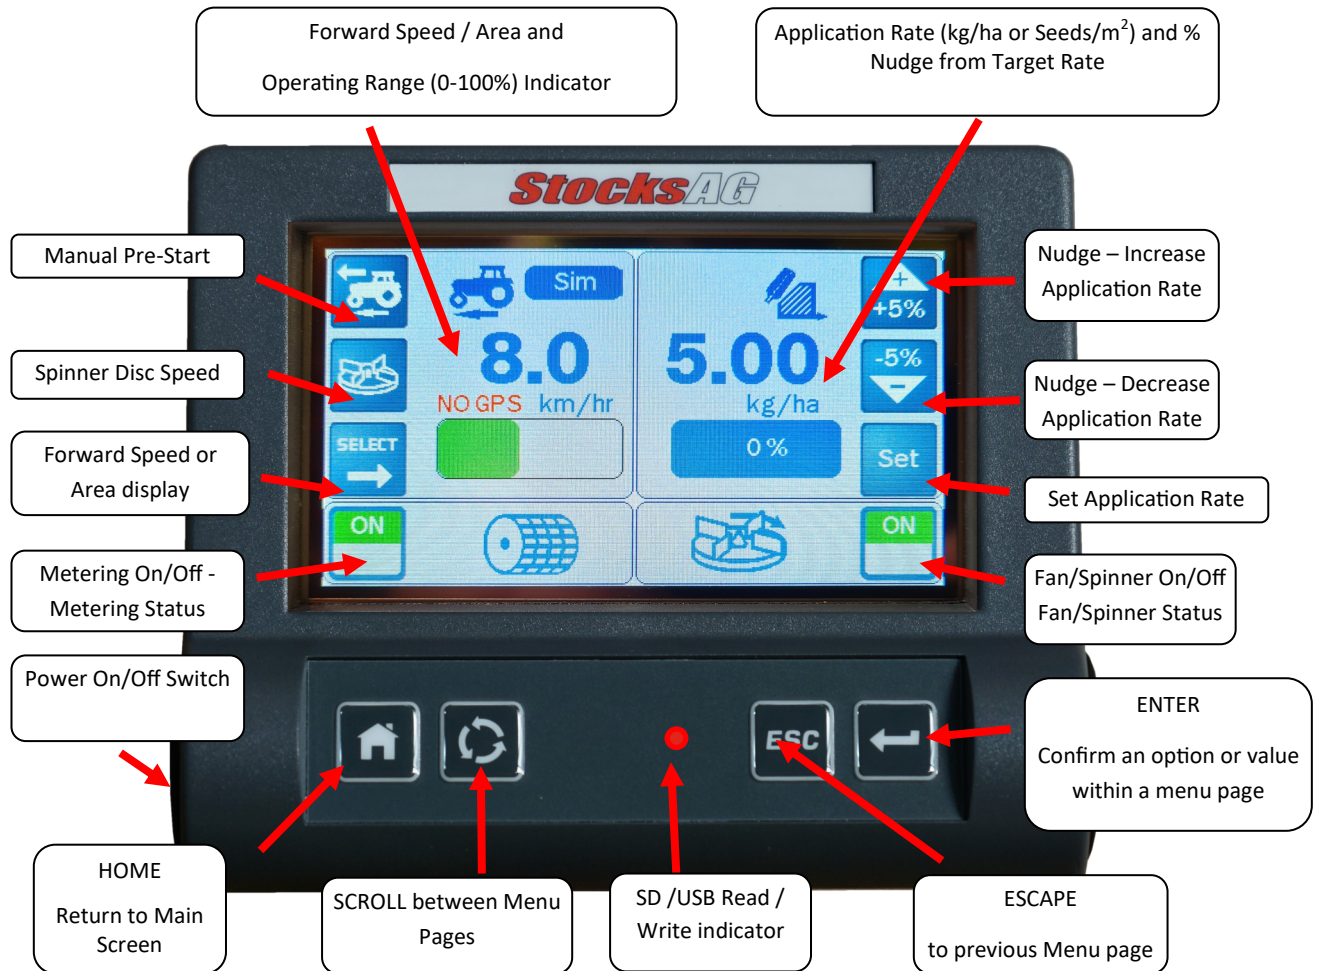 Forward Speed / Area and
Operating Range (0-100%) Indicator
Application Rate (kg/ha or Seeds/m²) and %
Nudge from Target Rate
StocksAG
Manual Pre-Start
Spinner Disc Speed
Forward Speed or
Area display
Metering On/Off -
Metering Status
Power On/Off Switch
Sim
8.0
NO GPS km/hr
SELECT
ON
5.00
kg/ha
0 %
+
+5%
-5%
Set
ON
Nudge – Increase
Application Rate
Nudge – Decrease
Application Rate
Set Application Rate
Fan/Spinner On/Off
Fan/Spinner Status
ESC
ENTER
Confirm an option or value
within a menu page
HOME
Return to Main
Screen
SCROLL between Menu
Pages
SD /USB Read /
Write indicator
ESCAPE
to previous Menu page